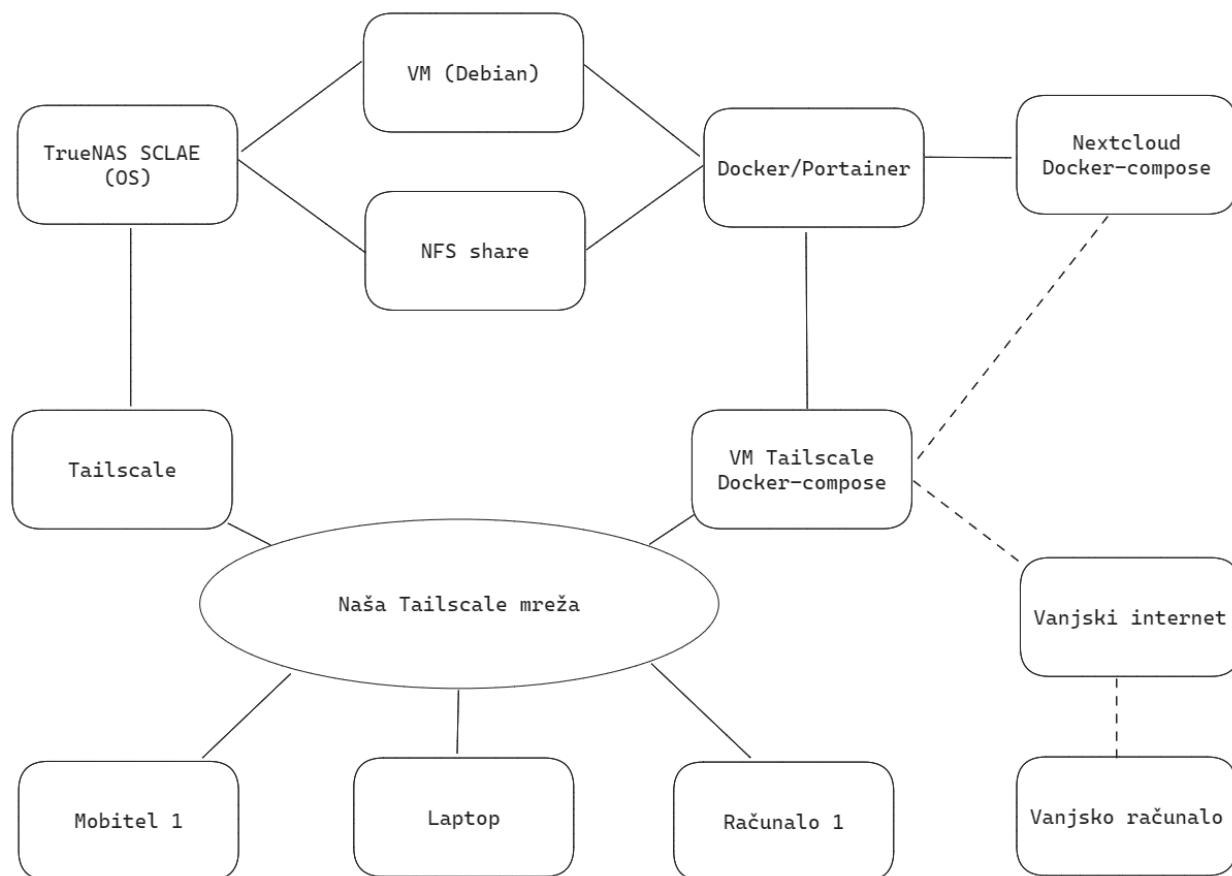 VM (Debian)
TrueNAS SCLAE
(OS)
Docker/Portainer
Nextcloud
Docker-compose
NFS share
Tailscale
VM Tailscale
Docker-compose
Naša Tailscale mreža
Vanjski internet
Mobitel 1
Laptop
Računalo 1
Vanjsko računalo